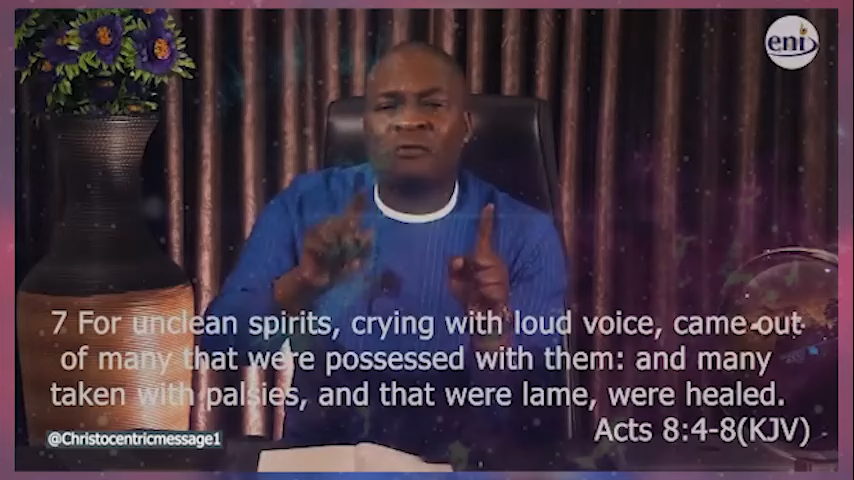 eni
7 For unclean spirits, crying with loud voice, came out
of many that were possessed with them: and many
taken with palsies, and that were lame, were healed.
Acts 8:4-8(KJV)
@Christocentricmessage1